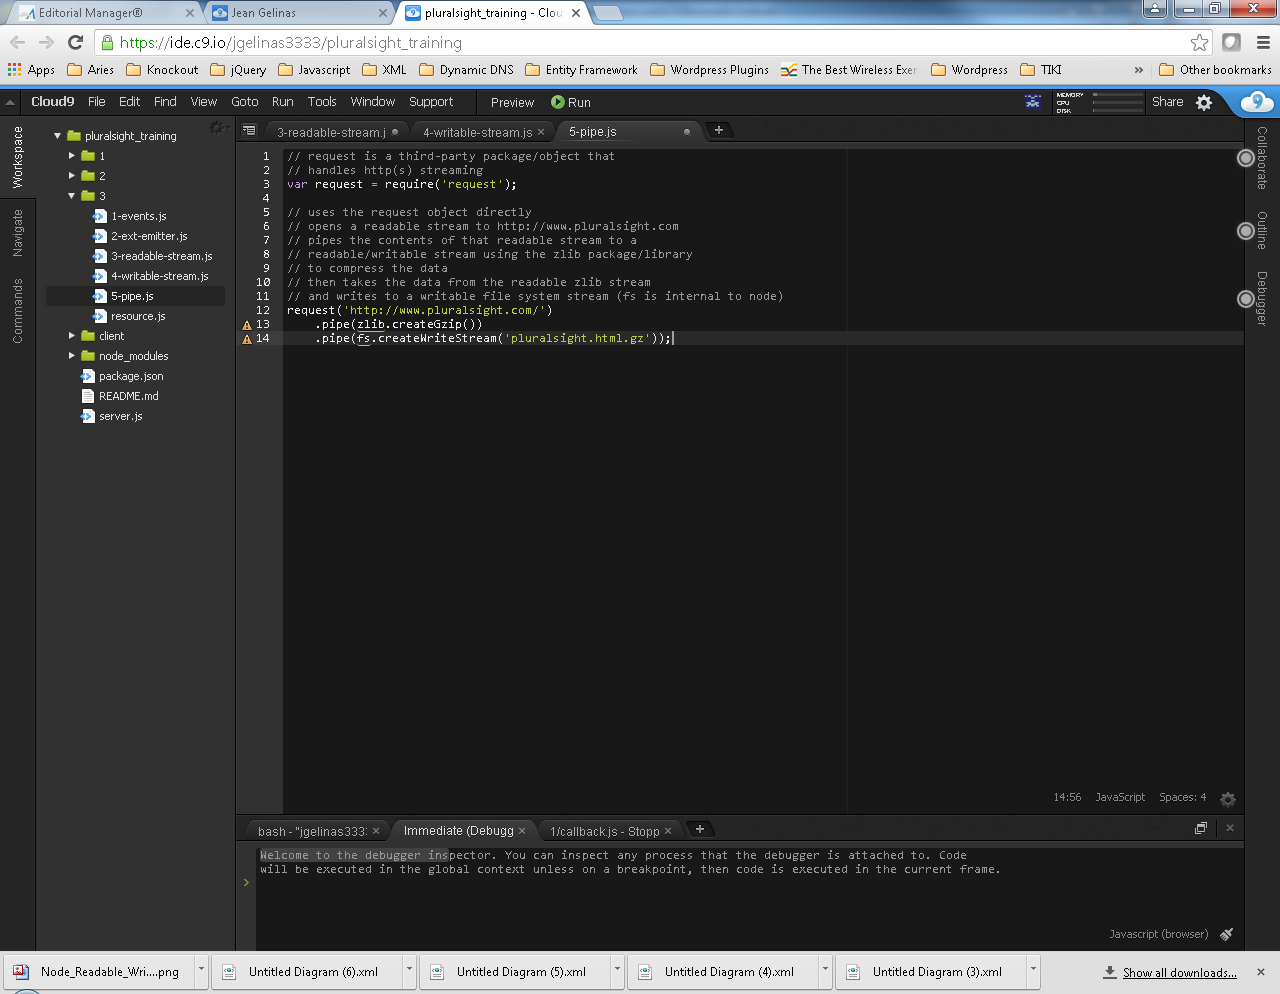 Editorial Manager®
Jean Gelinas
pluralsight_training - Clou
https://ide.c9.io/jgelinas3333/pluralsight_training
Apps Aries Knockout jQuery Javascript XML Dynamic DNS Entity Framework Wordpress Plugins The Best Wireless Exer Wordpress TIKI » Other bookmarks
Cloud9 File Edit Find View Goto Run Tools Window Support Preview Run MEMORY CPU DISK Share 9
Workspace
Navigate
Commands
pluralsight_training
1
2
3
1-events.js
2-ext-emitter.js
3-readable-stream.js
4-writable-stream.js
5-pipe.js
resource.js
client
node_modules
package.json
README.md
server.js
3-readable-stream.j 4-writable-stream.js 5-pipe.js
1 // request is a third-party package/object that
2 // handles http(s) streaming
3 var request = require('request');
4
5 // uses the request object directly
6 // opens a readable stream to http://www.pluralsight.com
7 // pipes the contents of that readable stream to a
8 // readable/writable stream using the zlib package/library
9 // to compress the data
10 // then takes the data from the readable zlib stream
11 // and writes to a writable file system stream (fs is internal to node)
12 request('http://www.pluralsight.com/')
13 .pipe(zlib.createGzip())
14 .pipe(fs.createWriteStream('pluralsight.html.gz'));
14:56 JavaScript Spaces: 4
Collaborate
Outline
Debugger
bash - "jgelinas333: Immediate (Debugg 1/callback.js - Stopp
Welcome to the debugger inspector. You can inspect any process that the debugger is attached to. Code
will be executed in the global context unless on a breakpoint, then code is executed in the current frame.
>
Javascript (browser)
Node_Readable_Wri....png Untitled Diagram (6).xml Untitled Diagram (5).xml Untitled Diagram (4).xml Untitled Diagram (3).xml Show all downloads...